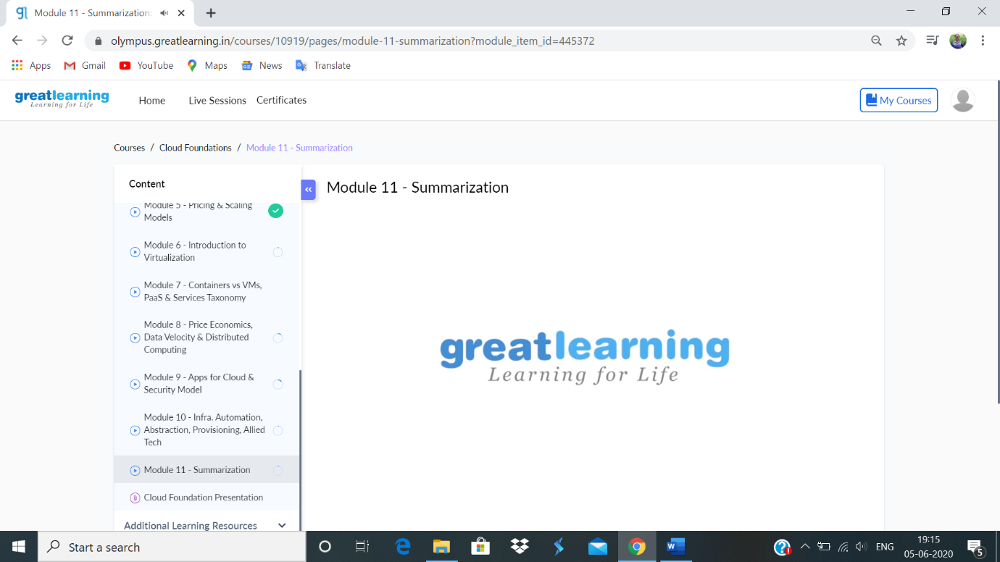 Module 11 - Summarization
olympus.greatlearning.in/courses/10919/pages/module-11-summarization?module_item_id=445372
Apps Gmail YouTube Maps News Translate
greatlearning
Learning for Life
Home Live Sessions Certificates
My Courses
Courses / Cloud Foundations / Module 11 - Summarization
Content
Module 5 - Pricing & Scaling
Models
Module 6 - Introduction to
Virtualization
Module 7 - Containers vs VMs,
PaaS & Services Taxonomy
Module 8 - Price Economics,
Data Velocity & Distributed
Computing
Module 9 - Apps for Cloud &
Security Model
Module 10 - Infra. Automation,
Abstraction, Provisioning, Allied
Tech
Module 11 - Summarization
Cloud Foundation Presentation
Additional Learning Resources
Module 11 - Summarization
greatlearning
Learning for Life
Start a search
ENG
19:15
05-06-2020
5